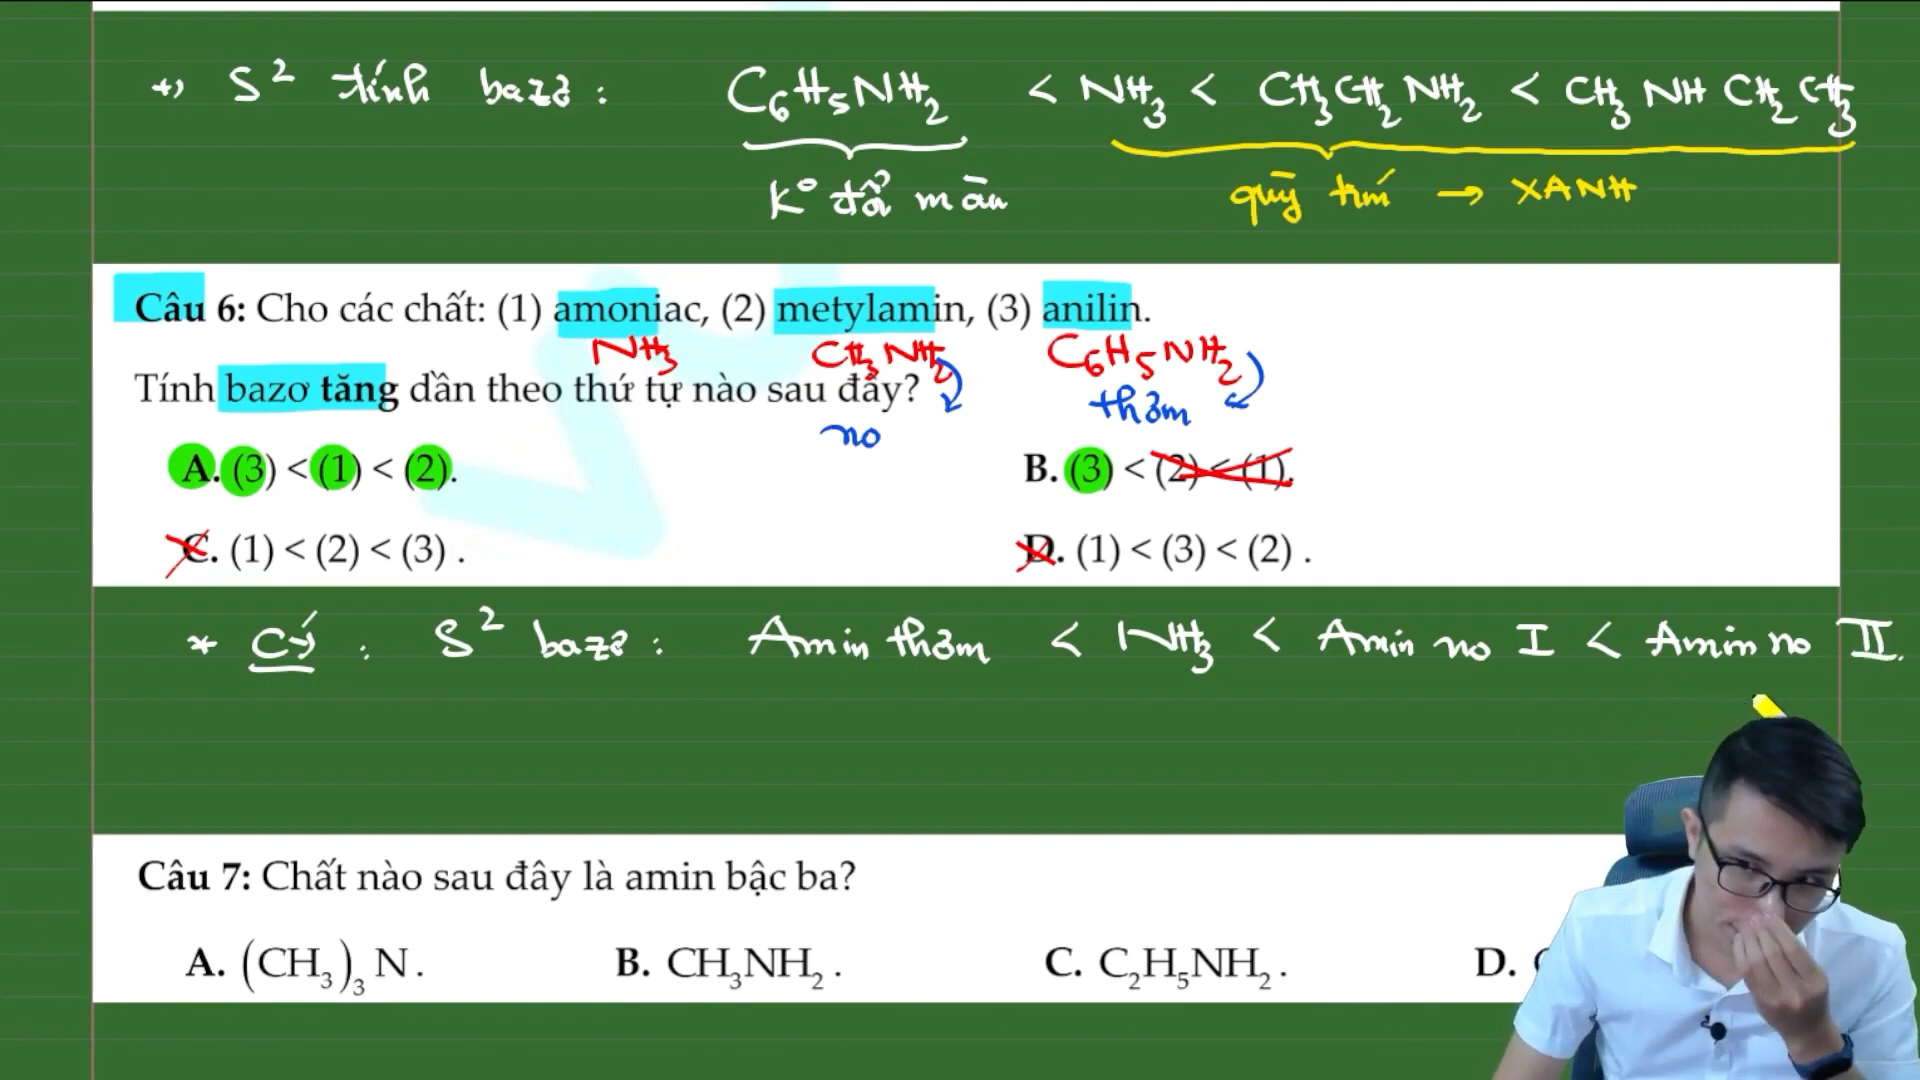 +) S² tính bazơ : C₆H₅NH₂ < NH₃ < CH₃CH₂NH₂ < CH₃NHCH₂CH₃
K° đổi màu quỳ tím → XANH
Câu 6: Cho các chất: (1) amoniac, (2) metylamin, (3) anilin.
NH₃ CH₃NH₂ C₆H₅NH₂
Tính bazơ tăng dần theo thứ tự nào sau đây?
no thơm
A. (3) < (1) < (2). B. (3) < (2) < (1).
C. (1) < (2) < (3) . D. (1) < (3) < (2) .
* Cý : S² bazơ : Amin thơm < NH₃ < Amin no I < Amin no II.
Câu 7: Chất nào sau đây là amin bậc ba?
A. (CH₃)₃N. B. CH₃NH₂. C. C₂H₅NH₂. D.